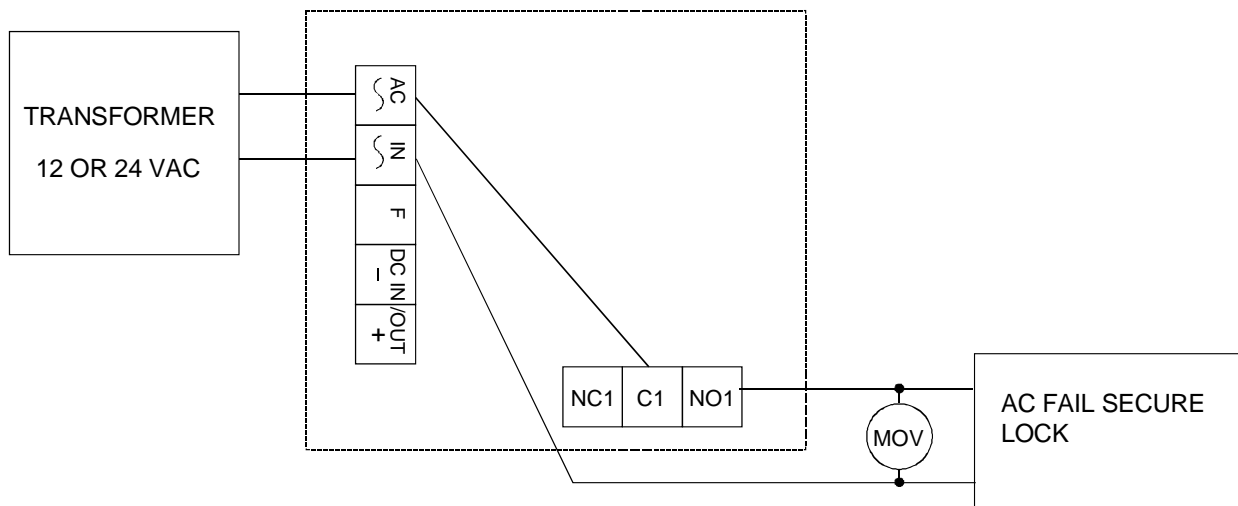 TRANSFORMER
12 OR 24 VAC
AC
IN
F
DC IN /OUT
-
+
NC1 C1 NO1
MOV
AC FAIL SECURE
LOCK